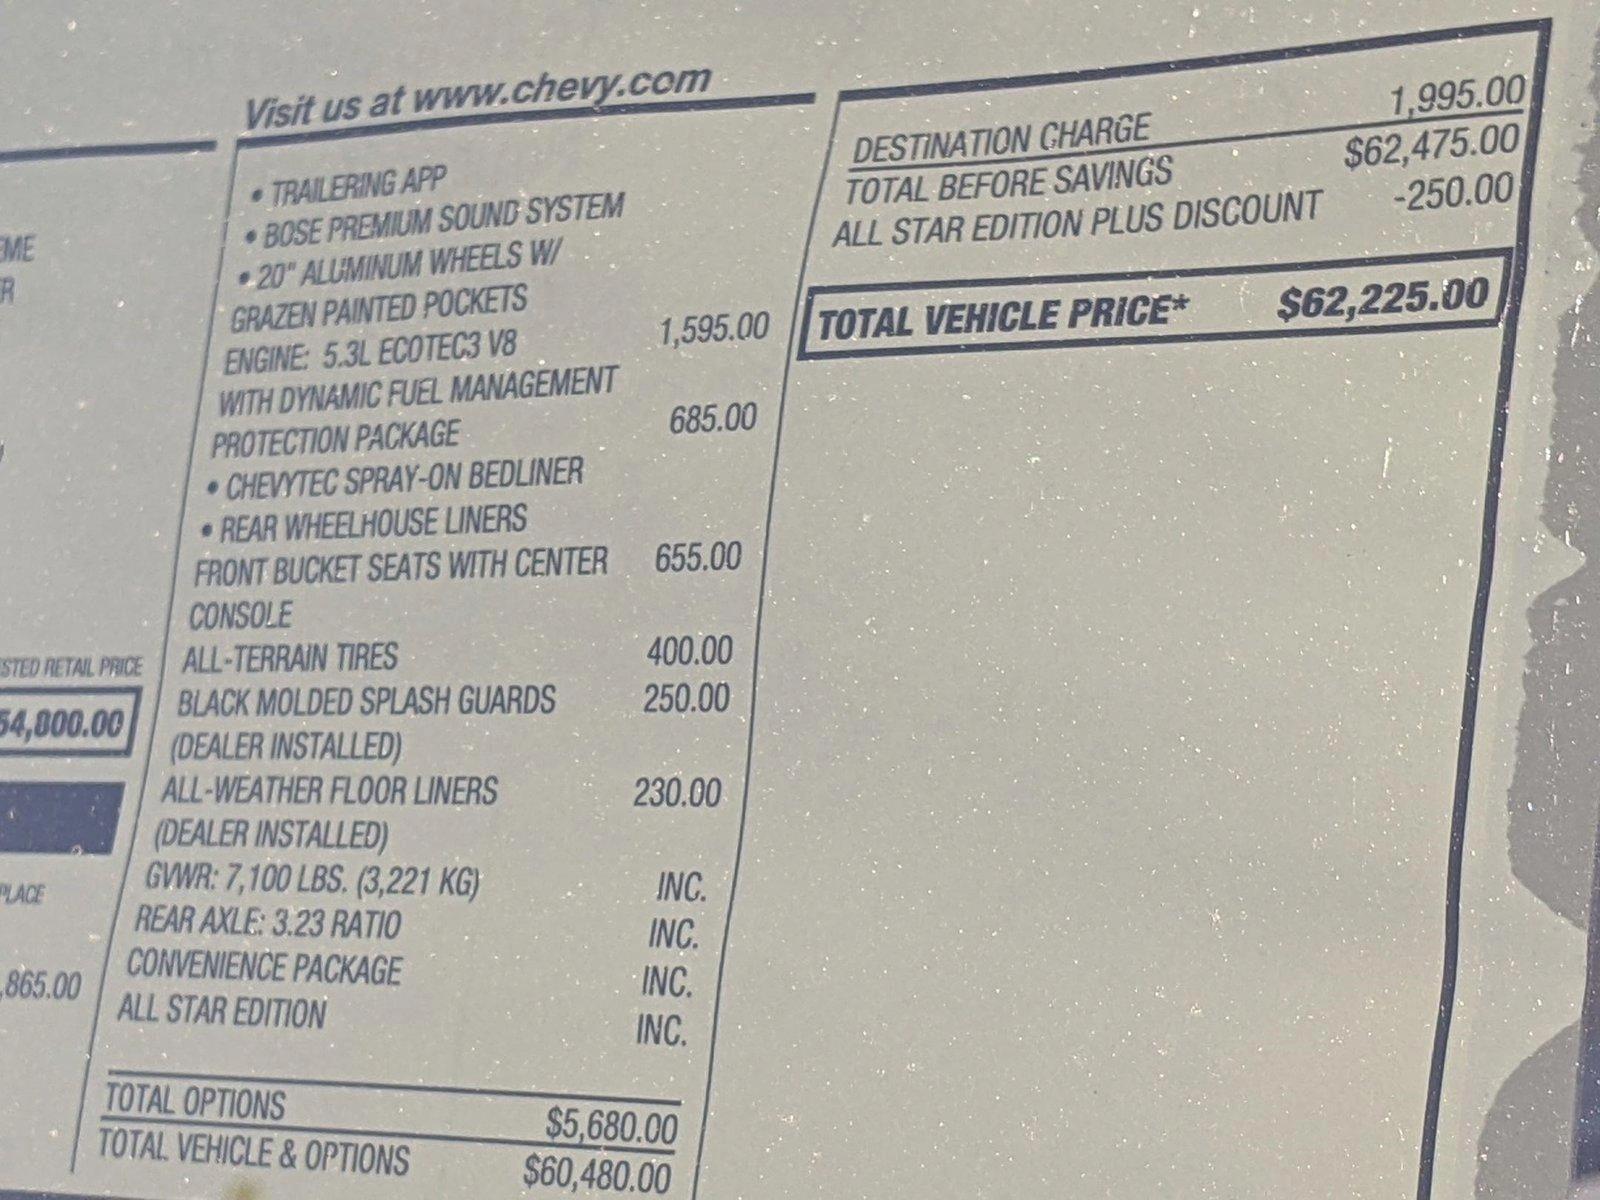 EME
ER
STED RETAIL PRICE
54,800.00
PLACE
,865.00
Visit us at www.chevy.com
• TRAILERING APP
• BOSE PREMIUM SOUND SYSTEM
• 20" ALUMINUM WHEELS W/
GRAZEN PAINTED POCKETS
ENGINE: 5.3L ECOTEC3 V8 1,595.00
WITH DYNAMIC FUEL MANAGEMENT
PROTECTION PACKAGE 685.00
• CHEVYTEC SPRAY-ON BEDLINER
• REAR WHEELHOUSE LINERS
FRONT BUCKET SEATS WITH CENTER 655.00
CONSOLE
ALL-TERRAIN TIRES 400.00
BLACK MOLDED SPLASH GUARDS 250.00
(DEALER INSTALLED)
ALL-WEATHER FLOOR LINERS 230.00
(DEALER INSTALLED)
GVWR: 7,100 LBS. (3,221 KG) INC.
REAR AXLE: 3.23 RATIO INC.
CONVENIENCE PACKAGE INC.
ALL STAR EDITION INC.
TOTAL OPTIONS $5,680.00
TOTAL VEHICLE & OPTIONS $60,480.00
DESTINATION CHARGE 1,995.00
TOTAL BEFORE SAVINGS $62,475.00
ALL STAR EDITION PLUS DISCOUNT -250.00
TOTAL VEHICLE PRICE* $62,225.00